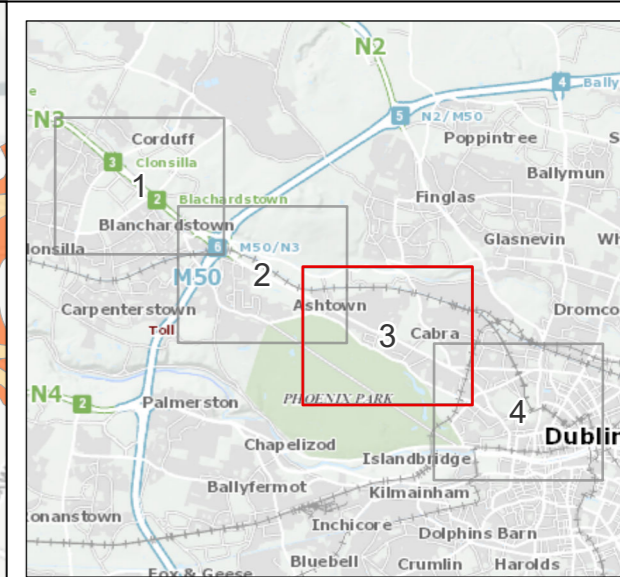 N2
4
Bally
e
N3
5
N2/M50
Corduff
Poppintree
S
3
Clonsilla
Ballymun
1
2
Blachardstown
Finglas
Blanchardstown
Glasnevin
Wh
lonsilla
6
M50/N3
M50
2
Carpenterstown
Ashtown
Dromco
Toll
3
Cabra
N4
2
Palmerston
PHOENIX PARK
4
Dublin
Chapelizod
Islandbridge
Ballyfermot
Kilmainham
onanstown
Inchicore
Dolphins Barn
Bluebell
Crumlin
Harolds
Fox & Geese